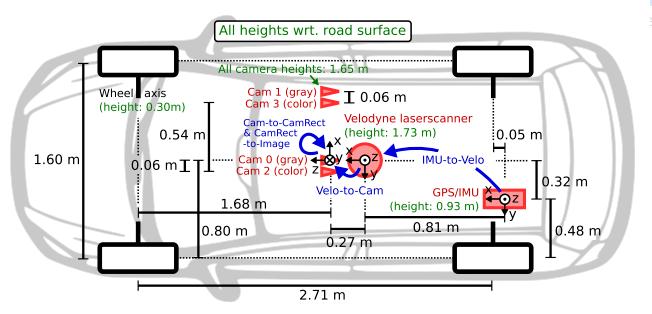 All heights wrt. road surface
All camera heights: 1.65 m
Wheel axis
(height: 0.30m)
Cam 1 (gray)
Cam 3 (color)
0.06 m
Velodyne laserscanner
(height: 1.73 m)
Cam-to-CamRect
& CamRect
-to-Image
0.54 m
0.05 m
1.60 m
0.06 m
Cam 0 (gray)
Cam 2 (color)
x
y
z
x
z
y
IMU-to-Velo
Velo-to-Cam
0.32 m
GPS/IMU
(height: 0.93 m)
x
z
y
1.68 m
0.80 m
0.27 m
0.81 m
0.48 m
2.71 m